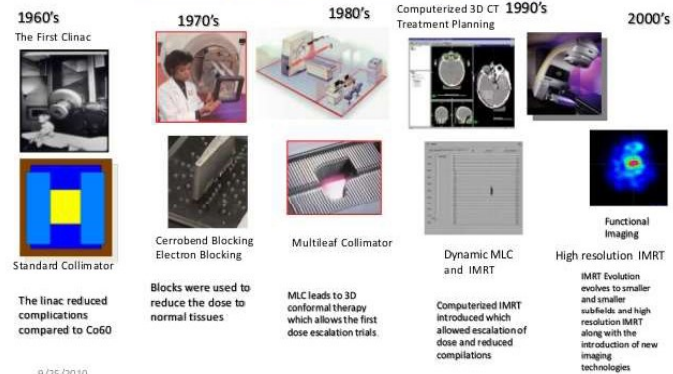 1960's
The First Clinac
Standard Collimator
The linac reduced
complications
compared to Co60
1970's
Cerrobend Blocking
Electron Blocking
Blocks were used to
reduce the dose to
normal tissues
1980's
Multileaf Collimator
MLC leads to 3D
conformal therapy
which allows the first
dose escalation trials.
Computerized 3D CT
Treatment Planning
1990's
Dynamic MLC
and IMRT
Computerized IMRT
introduced which
allowed escalation of
dose and reduced
compilations
2000's
Functional
Imaging
High resolution IMRT
IMRT Evolution
evolves to smaller
and smaller
subfields and high
resolution IMRT
along with the
introduction of new
imaging
technologies
9/25/2010